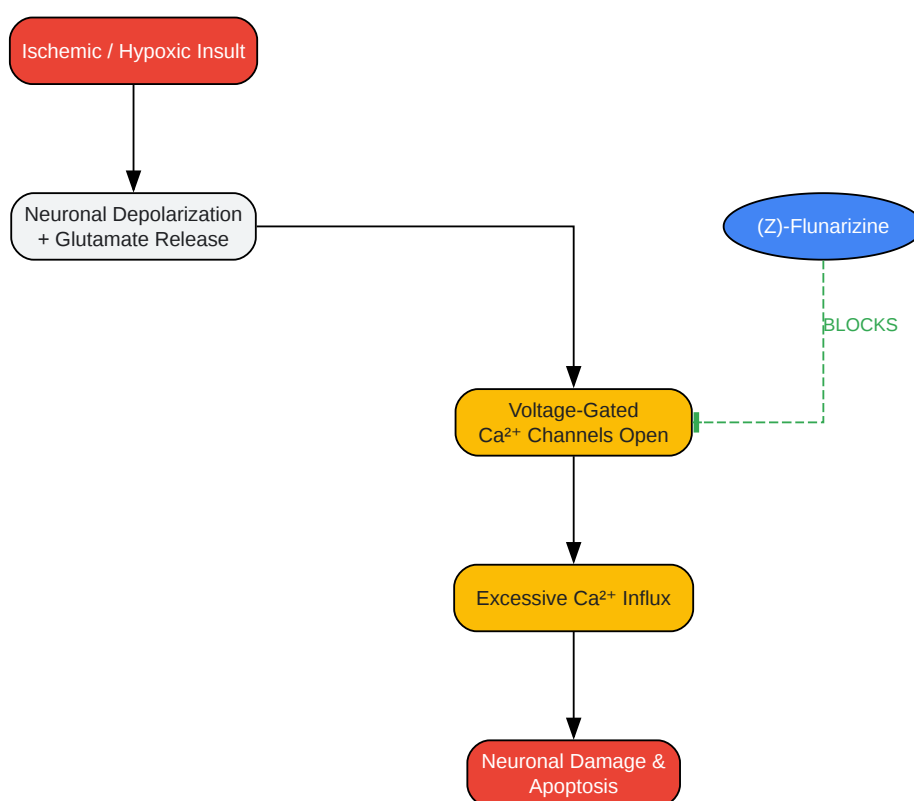 Ischemic / Hypoxic Insult
Neuronal Depolarization
+ Glutamate Release
(Z)-Flunarizine
BLOCKS
Voltage-Gated
Ca²⁺ Channels Open
Excessive Ca²⁺ Influx
Neuronal Damage &
Apoptosis